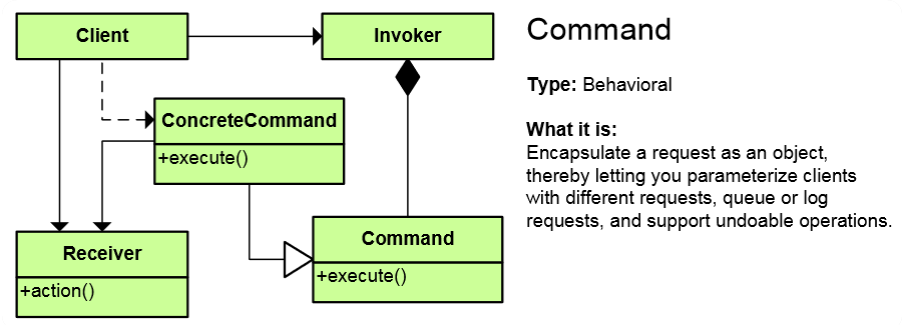 Client
Invoker
ConcreteCommand
+execute()
Receiver
+action()
Command
+execute()
Command
Type: Behavioral
What it is:
Encapsulate a request as an object,
thereby letting you parameterize clients
with different requests, queue or log
requests, and support undoable operations.